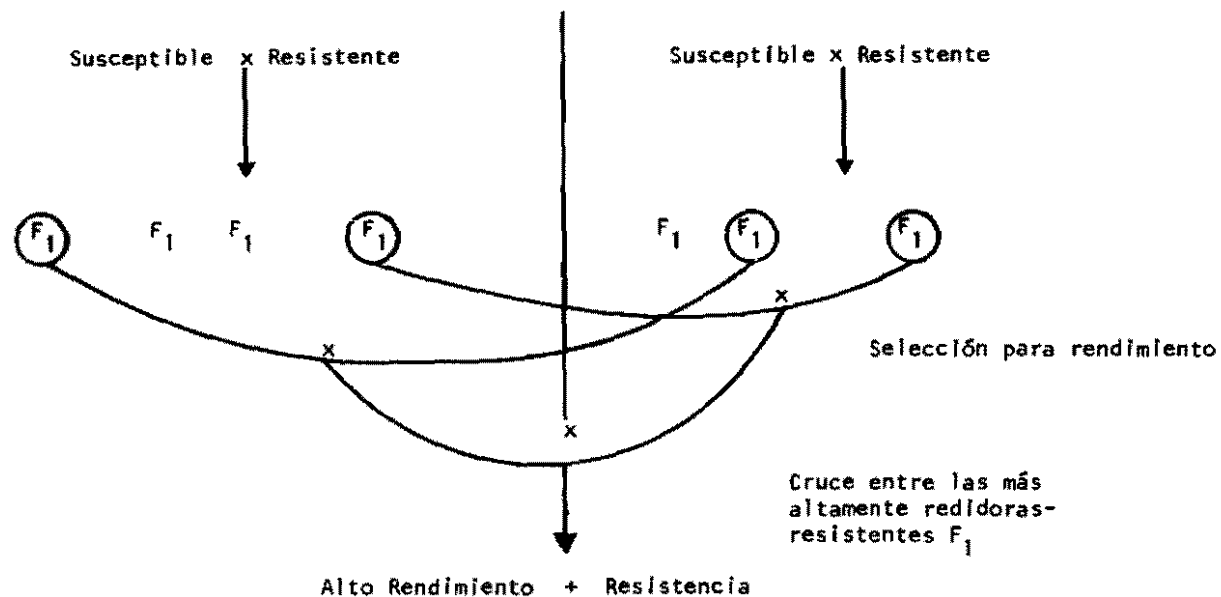 Susceptible x Resistente
Susceptible x Resistente
F1 F1 F1 F1 F1 F1 F1
x
x
Selección para rendimiento
x
Cruce entre las más
altamente redidoras-
resistentes F1
Alto Rendimiento + Resistencia